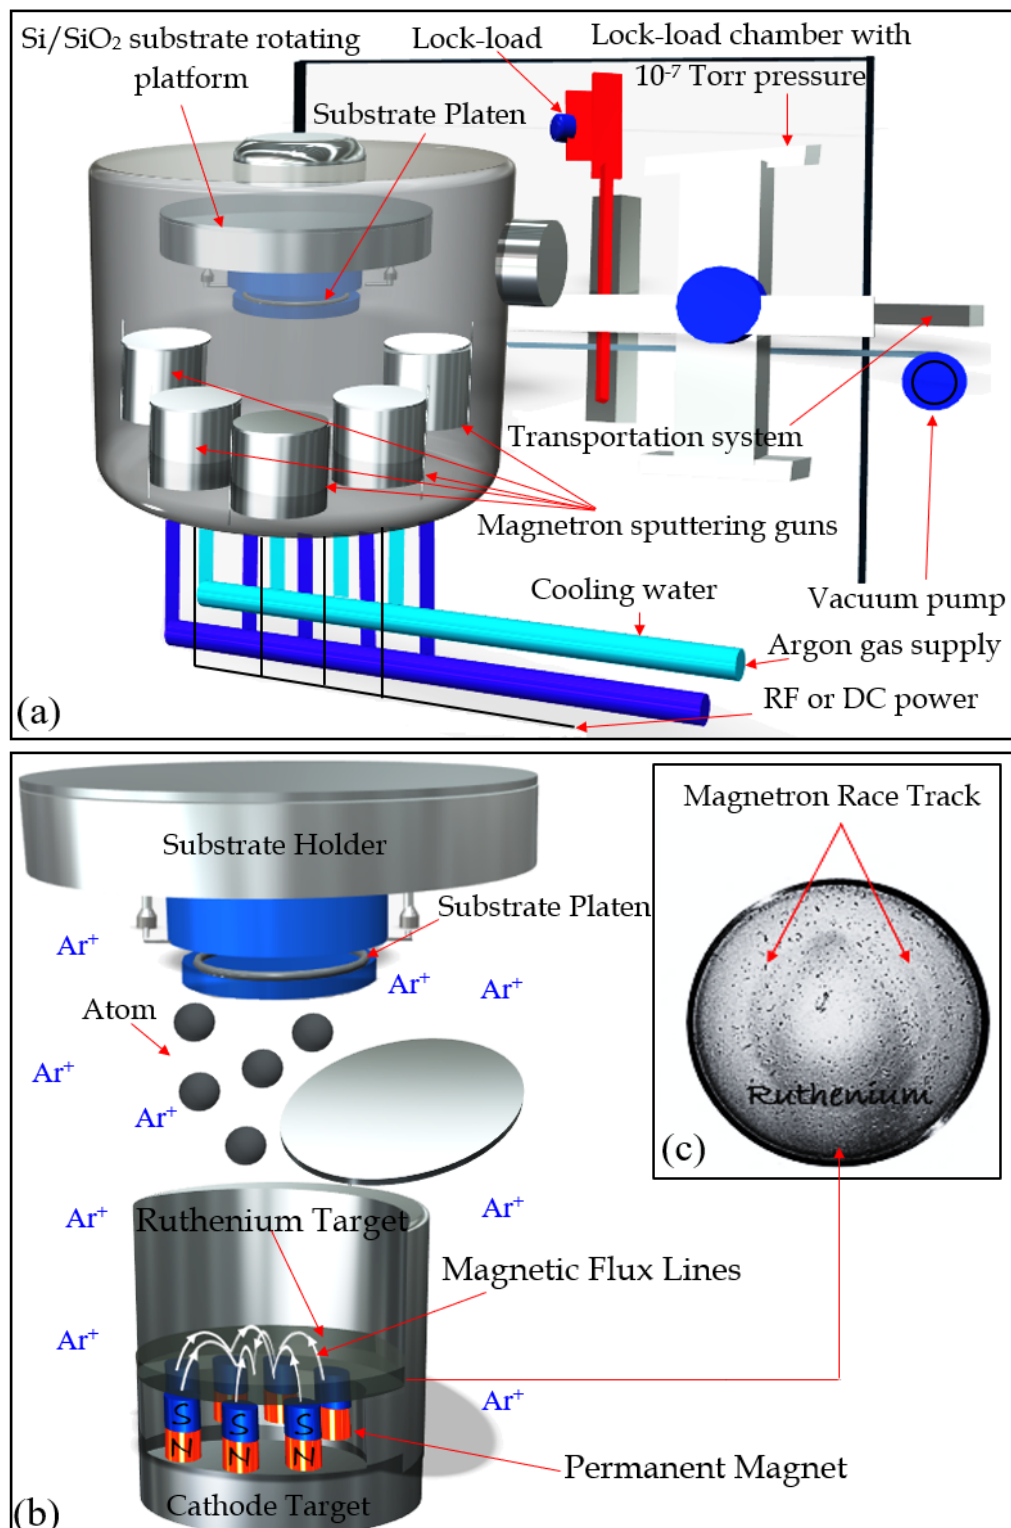 Si/SiO₂ substrate rotating
platform
Lock-load
Lock-load chamber with
10⁻⁷ Torr pressure
Substrate Platen
Transportation system
Magnetron sputtering guns
Cooling water
Vacuum pump
Argon gas supply
RF or DC power
(a)
Substrate Holder
Substrate Platen
Ar⁺
Ar⁺
Ar⁺
Atom
Ar⁺
Ar⁺
Ar⁺
Ar⁺
Ruthenium Target
Magnetic Flux Lines
Ar⁺
Ar⁺
S
S
S
N
N
N
Permanent Magnet
Cathode Target
(b)
Magnetron Race Track
Ruthenium
(c)